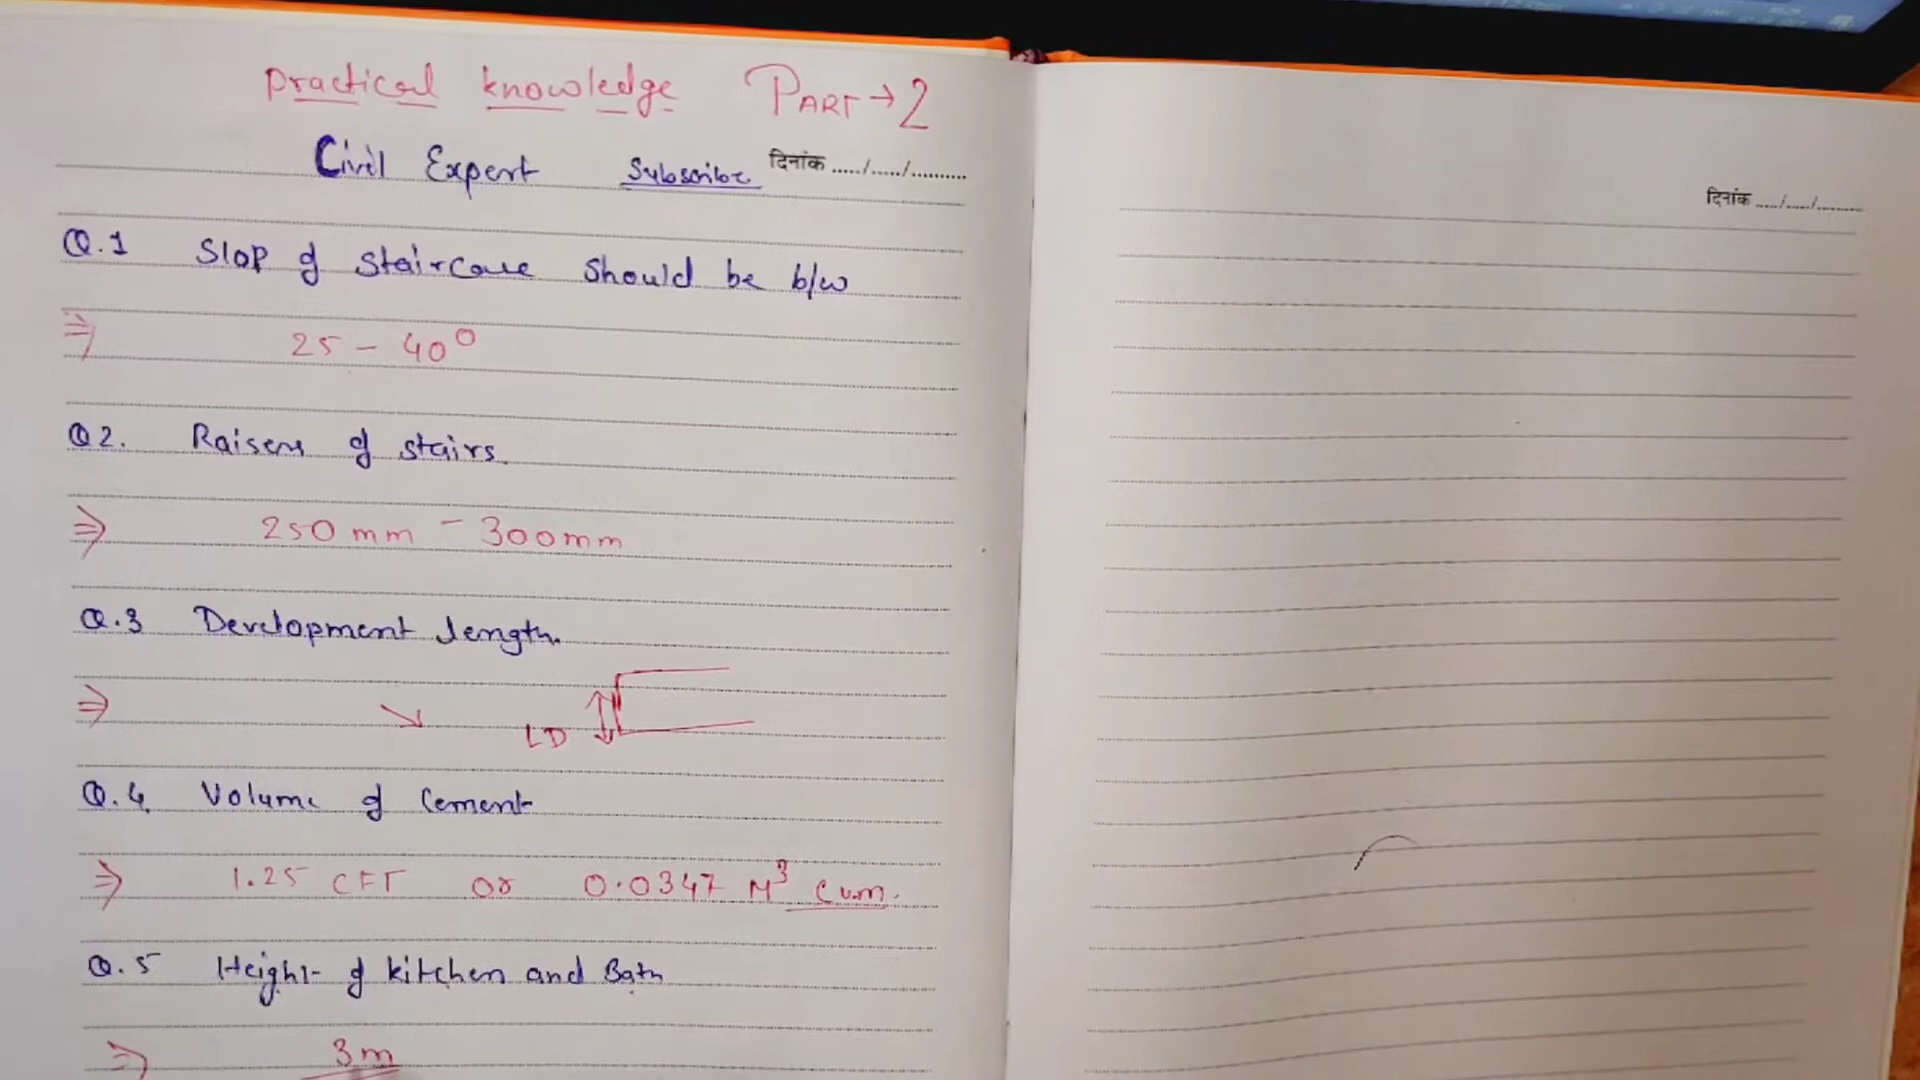 Practical knowledge PART → 2
Civil Expert Subscribe दिनांक ...../...../..........
दिनांक ...../...../..........
Q.1 Slop of Staircase Should be b/w
⇒ 25 - 40°
Q2. Raisers of stairs.
⇒ 250 mm - 300mm
Q.3 Development length.
⇒ LD
Q.4 Volume of Cement
⇒ 1.25 CFT or 0.0347 M³ Cum.
Q.5 Height of kitchen and Bath
⇒ 3m